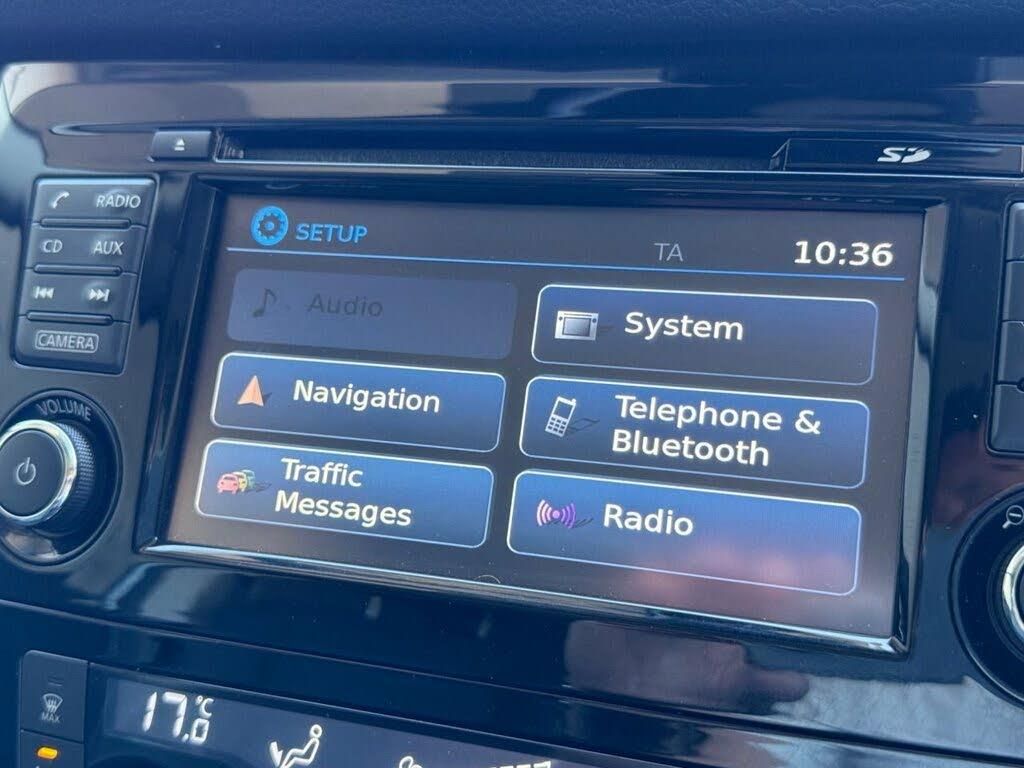 SD
RADIO
CD AUX
CAMERA
VOLUME
SETUP
TA
10:36
Audio
System
Navigation
Telephone &
Bluetooth
Traffic
Messages
Radio
MAX
17.0 °C